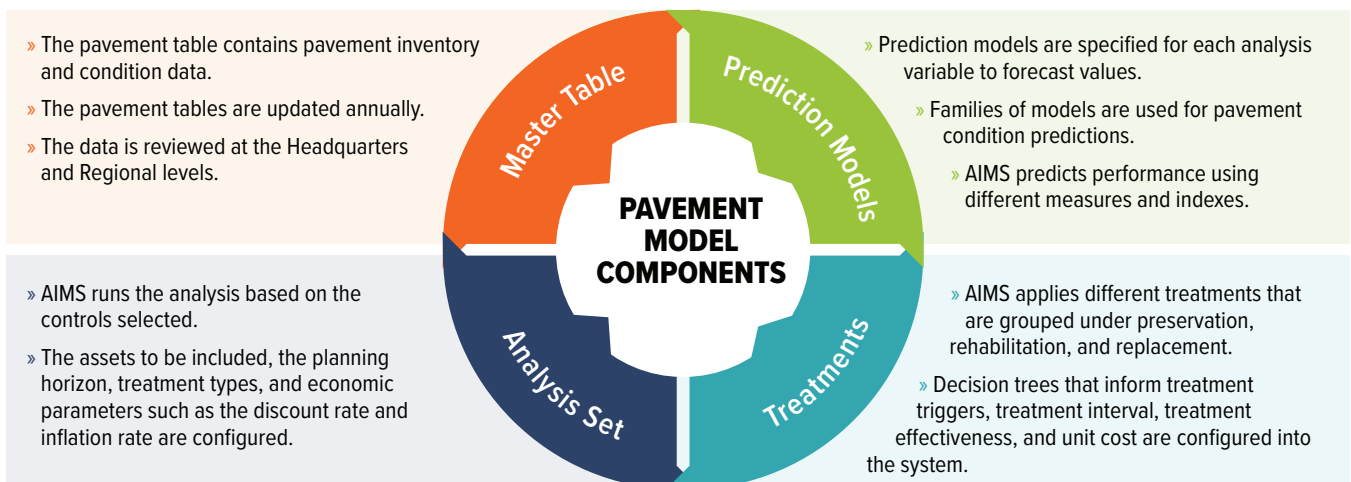 » The pavement table contains pavement inventory
and condition data.
» The pavement tables are updated annually.
» The data is reviewed at the Headquarters
and Regional levels.
Master Table
Prediction Models
» Prediction models are specified for each analysis
variable to forecast values.
» Families of models are used for pavement
condition predictions.
» AIMS predicts performance using
different measures and indexes.
PAVEMENT
MODEL
COMPONENTS
» AIMS runs the analysis based on the
controls selected.
» The assets to be included, the planning
horizon, treatment types, and economic
parameters such as the discount rate and
inflation rate are configured.
Analysis Set
Treatments
» AIMS applies different treatments that
are grouped under preservation,
rehabilitation, and replacement.
» Decision trees that inform treatment
triggers, treatment interval, treatment
effectiveness, and unit cost are configured into
the system.